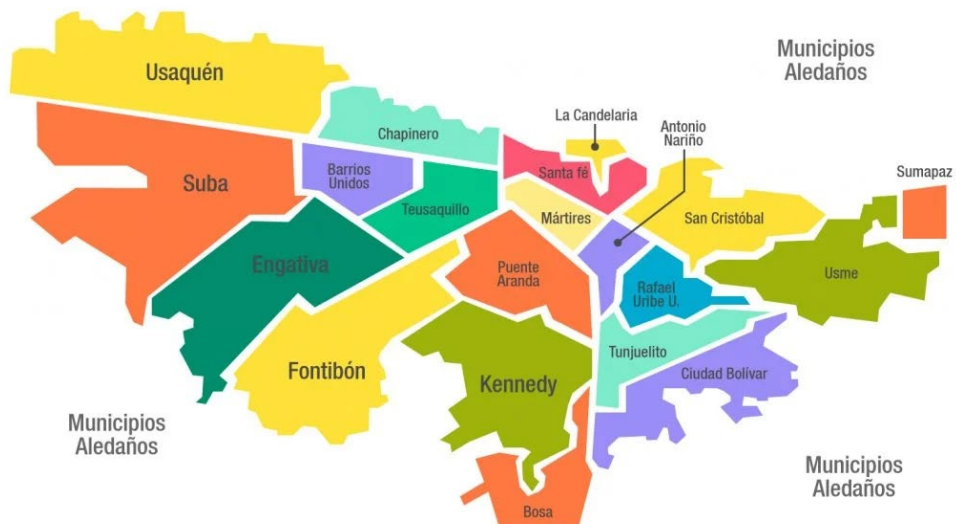 Municipios
Aledaños
Usaquén
La Candelaria
Antonio
Nariño
Chapinero
Barrios
Unidos
Santa fé
Sumapaz
Suba
Teusaquillo
Mártires
San Cristóbal
Engativa
Puente
Aranda
Rafael
Uribe U.
Usme
Fontibón
Kennedy
Tunjuelito
Ciudad Bolívar
Municipios
Aledaños
Municipios
Aledaños
Bosa